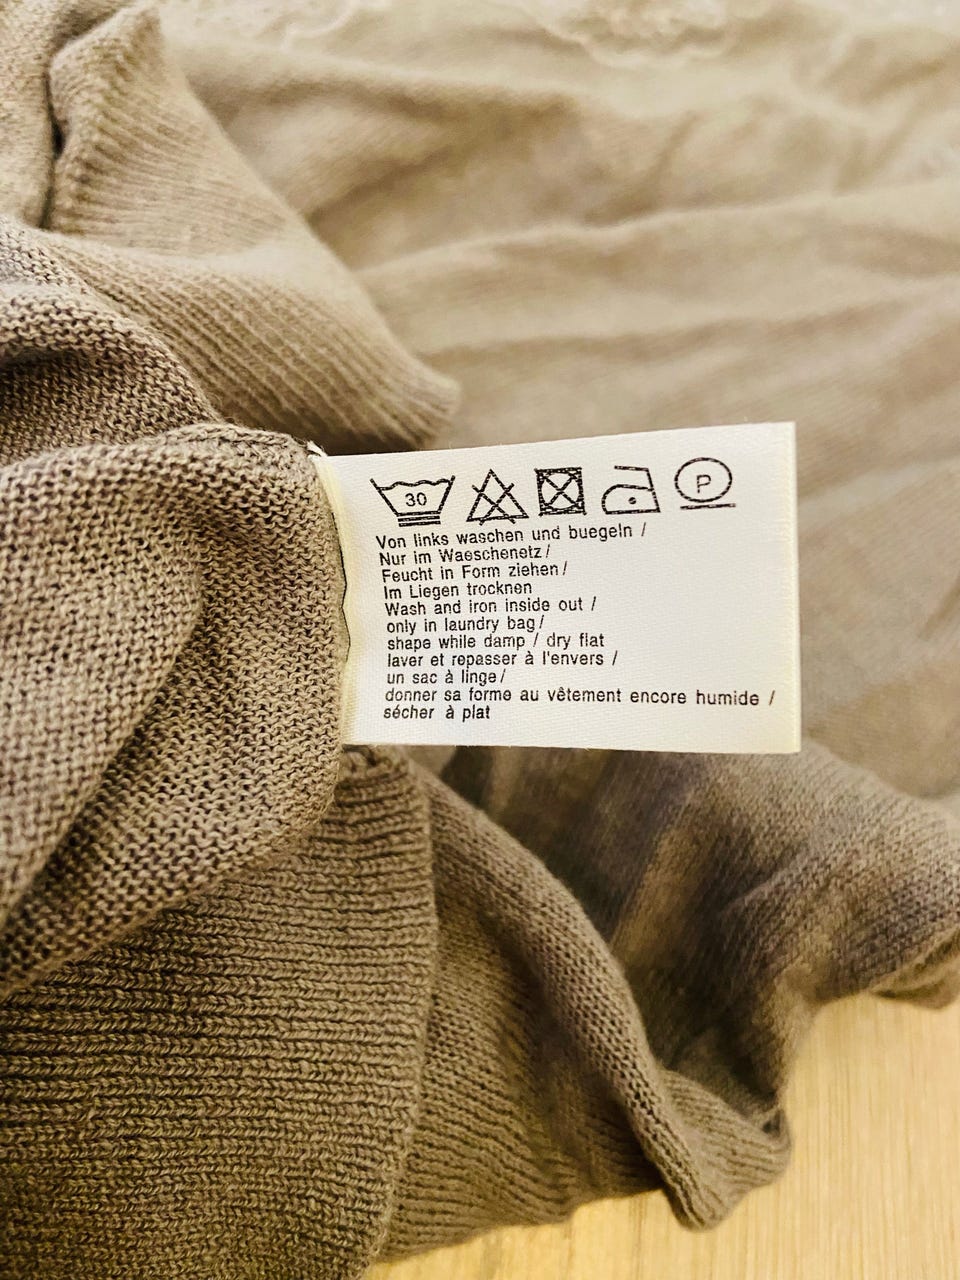 30 P
Von links waschen und buegeln /
Nur im Waeschenetz/
Feucht in Form ziehen/
Im Liegen trocknen
Wash and iron inside out /
only in laundry bag/
shape while damp / dry flat
laver et repasser à l'envers /
un sac à linge/
donner sa forme au vêtement encore humide /
sécher à plat